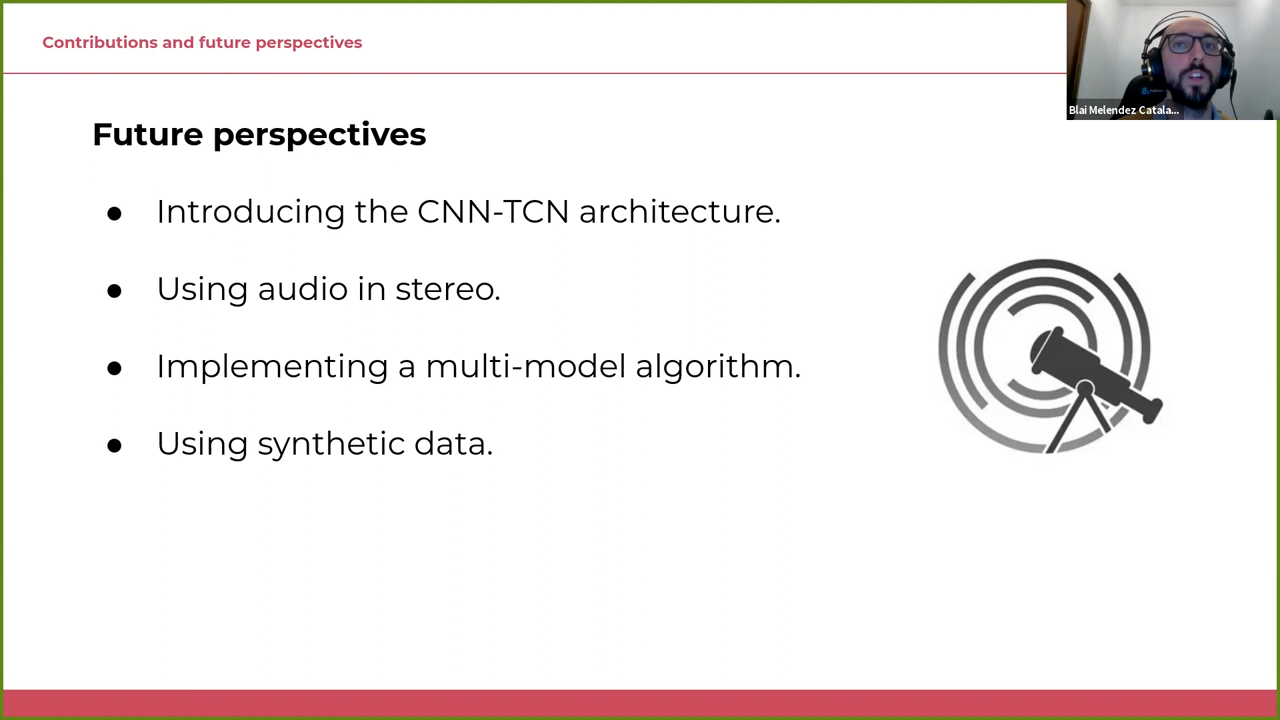 Contributions and future perspectives
Blai Melendez Catala...
Future perspectives
● Introducing the CNN-TCN architecture.
● Using audio in stereo.
● Implementing a multi-model algorithm.
● Using synthetic data.